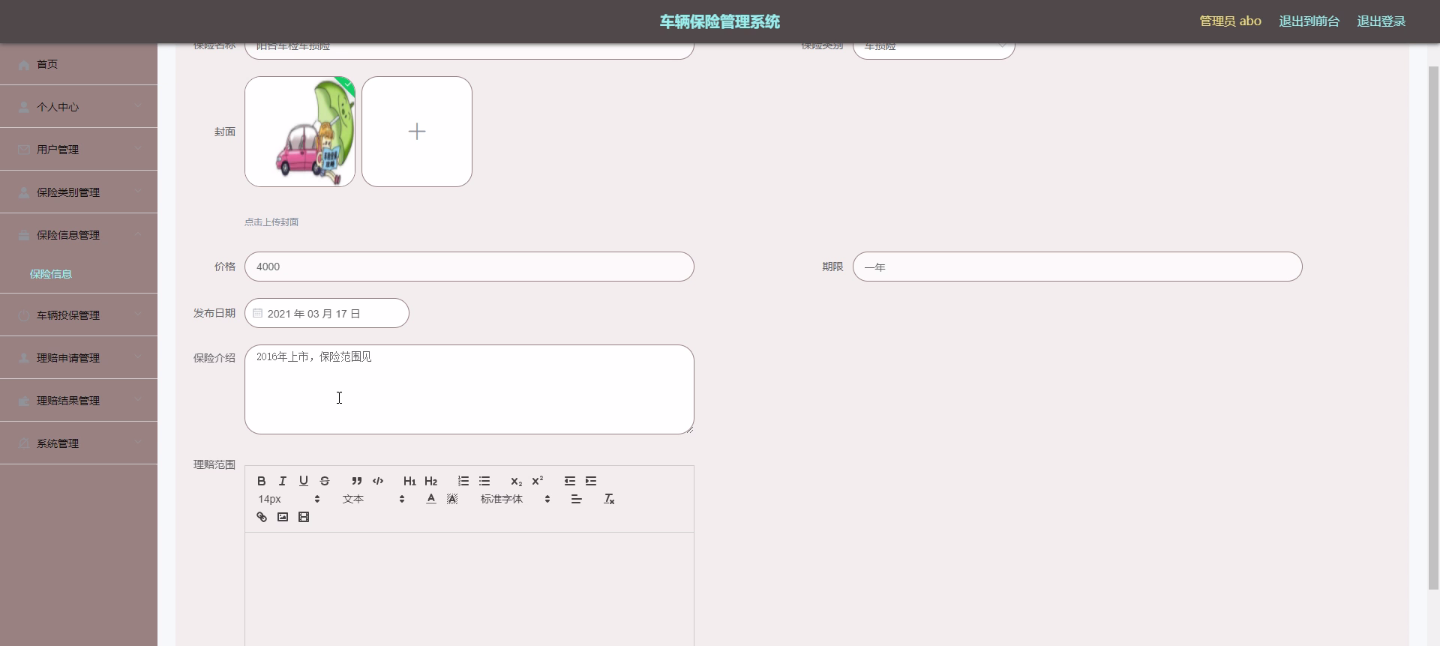 车辆保险管理系统
管理员 abo 退出到前台 退出登录
首页
个人中心
用户管理
保险类别管理
保险信息管理
保险信息
车辆投保管理
理赔申请管理
理赔结果管理
系统管理
保险名称 阳台车检车损险 保险类别 车损险
封面
点击上传封面
价格 4000 期限 一年
发布日期 2021 年 03 月 17 日
保险介绍 2016年上市，保险范围见
理赔范围
B I U S H1 H2 X2 X2
14px 文本 A A 标准字体 Tx